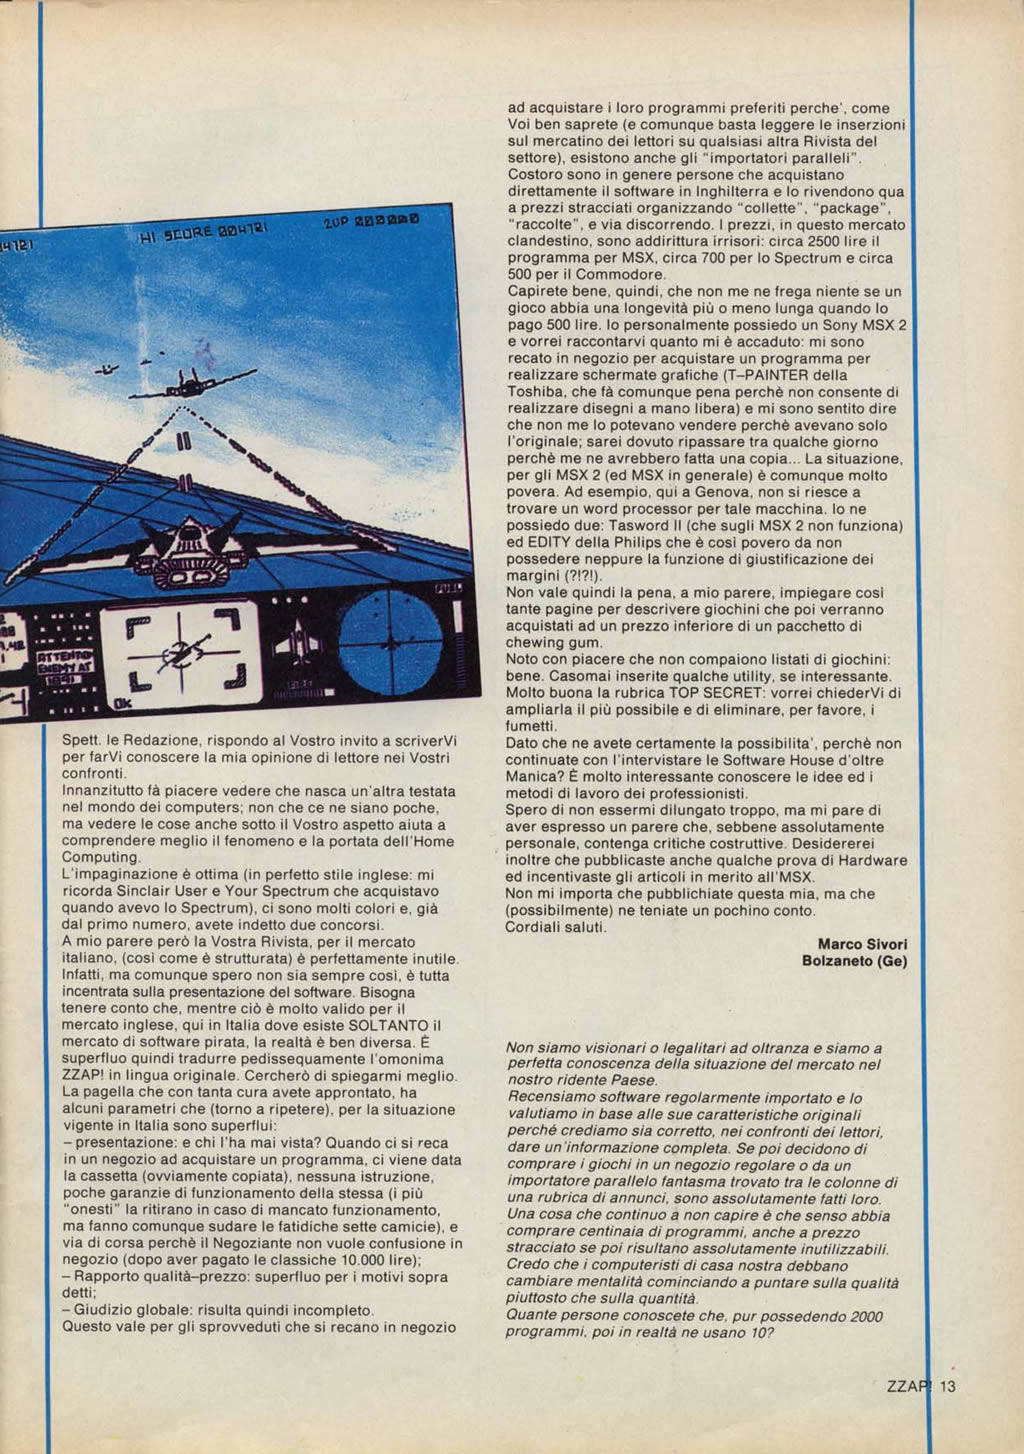 4121
HI SCORE 004121
2UP 000000
FUEL
ATTENTION
ENEMY AT
1841
OK
Spett. le Redazione, rispondo al Vostro invito a scriverVi
per farVi conoscere la mia opinione di lettore nei Vostri
confronti.
Innanzitutto fà piacere vedere che nasca un'altra testata
nel mondo dei computers; non che ce ne siano poche,
ma vedere le cose anche sotto il Vostro aspetto aiuta a
comprendere meglio il fenomeno e la portata dell'Home
Computing.
L'impaginazione è ottima (in perfetto stile inglese: mi
ricorda Sinclair User e Your Spectrum che acquistavo
quando avevo lo Spectrum), ci sono molti colori e, già
dal primo numero, avete indetto due concorsi.
A mio parere però la Vostra Rivista, per il mercato
italiano, (così come è strutturata) è perfettamente inutile.
Infatti, ma comunque spero non sia sempre così, è tutta
incentrata sulla presentazione del software. Bisogna
tenere conto che, mentre ciò è molto valido per il
mercato inglese, qui in Italia dove esiste SOLTANTO il
mercato di software pirata, la realtà è ben diversa. È
superfluo quindi tradurre pedissequamente l'omonima
ZZAP! in lingua originale. Cercherò di spiegarmi meglio.
La pagella che con tanta cura avete approntato, ha
alcuni parametri che (torno a ripetere), per la situazione
vigente in Italia sono superflui:
– presentazione: e chi l'ha mai vista? Quando ci si reca
in un negozio ad acquistare un programma, ci viene data
la cassetta (ovviamente copiata), nessuna istruzione,
poche garanzie di funzionamento della stessa (i più
"onesti" la ritirano in caso di mancato funzionamento,
ma fanno comunque sudare le fatidiche sette camicie), e
via di corsa perchè il Negoziante non vuole confusione in
negozio (dopo aver pagato le classiche 10.000 lire);
– Rapporto qualità–prezzo: superfluo per i motivi sopra
detti;
– Giudizio globale: risulta quindi incompleto.
Questo vale per gli sprovveduti che si recano in negozio
ad acquistare i loro programmi preferiti perche', come
Voi ben saprete (e comunque basta leggere le inserzioni
sul mercatino dei lettori su qualsiasi altra Rivista del
settore), esistono anche gli "importatori paralleli".
Costoro sono in genere persone che acquistano
direttamente il software in Inghilterra e lo rivendono qua
a prezzi stracciati organizzando "collette", "package",
"raccolte", e via discorrendo. I prezzi, in questo mercato
clandestino, sono addirittura irrisori: circa 2500 lire il
programma per MSX, circa 700 per lo Spectrum e circa
500 per il Commodore.
Capirete bene, quindi, che non me ne frega niente se un
gioco abbia una longevità più o meno lunga quando lo
pago 500 lire. Io personalmente possiedo un Sony MSX 2
e vorrei raccontarvi quanto mi è accaduto: mi sono
recato in negozio per acquistare un programma per
realizzare schermate grafiche (T–PAINTER della
Toshiba, che fà comunque pena perchè non consente di
realizzare disegni a mano libera) e mi sono sentito dire
che non me lo potevano vendere perchè avevano solo
l'originale; sarei dovuto ripassare tra qualche giorno
perchè me ne avrebbero fatta una copia... La situazione,
per gli MSX 2 (ed MSX in generale) è comunque molto
povera. Ad esempio, qui a Genova, non si riesce a
trovare un word processor per tale macchina. Io ne
possiedo due: Tasword II (che sugli MSX 2 non funziona)
ed EDITY della Philips che è così povero da non
possedere neppure la funzione di giustificazione dei
margini (?!?!).
Non vale quindi la pena, a mio parere, impiegare così
tante pagine per descrivere giochini che poi verranno
acquistati ad un prezzo inferiore di un pacchetto di
chewing gum.
Noto con piacere che non compaiono listati di giochini:
bene. Casomai inserite qualche utility, se interessante.
Molto buona la rubrica TOP SECRET: vorrei chiederVi di
ampliarla il più possibile e di eliminare, per favore, i
fumetti.
Dato che ne avete certamente la possibilita', perchè non
continuate con l'intervistare le Software House d'oltre
Manica? È molto interessante conoscere le idee ed i
metodi di lavoro dei professionisti.
Spero di non essermi dilungato troppo, ma mi pare di
aver espresso un parere che, sebbene assolutamente
personale, contenga critiche costruttive. Desidererei
inoltre che pubblicaste anche qualche prova di Hardware
ed incentivaste gli articoli in merito all'MSX.
Non mi importa che pubblichiate questa mia, ma che
(possibilmente) ne teniate un pochino conto.
Cordiali saluti.
Marco Sivori
Bolzaneto (Ge)
Non siamo visionari o legalitari ad oltranza e siamo a
perfetta conoscenza della situazione del mercato nel
nostro ridente Paese.
Recensiamo software regolarmente importato e lo
valutiamo in base alle sue caratteristiche originali
perché crediamo sia corretto, nei confronti dei lettori,
dare un'informazione completa. Se poi decidono di
comprare i giochi in un negozio regolare o da un
importatore parallelo fantasma trovato tra le colonne di
una rubrica di annunci, sono assolutamente fatti loro.
Una cosa che continuo a non capire è che senso abbia
comprare centinaia di programmi, anche a prezzo
stracciato se poi risultano assolutamente inutilizzabili.
Credo che i computeristi di casa nostra debbano
cambiare mentalità cominciando a puntare sulla qualità
piuttosto che sulla quantità.
Quante persone conoscete che, pur possedendo 2000
programmi, poi in realtà ne usano 10?
ZZAP! 13